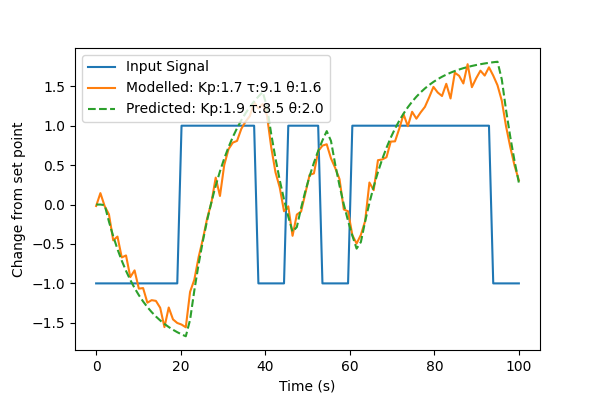 Input Signal
Modelled: Kp:1.7 τ:9.1 θ:1.6
Predicted: Kp:1.9 τ:8.5 θ:2.0
Change from set point
1.5
1.0
0.5
0.0
−0.5
−1.0
−1.5
0 20 40 60 80 100
Time (s)